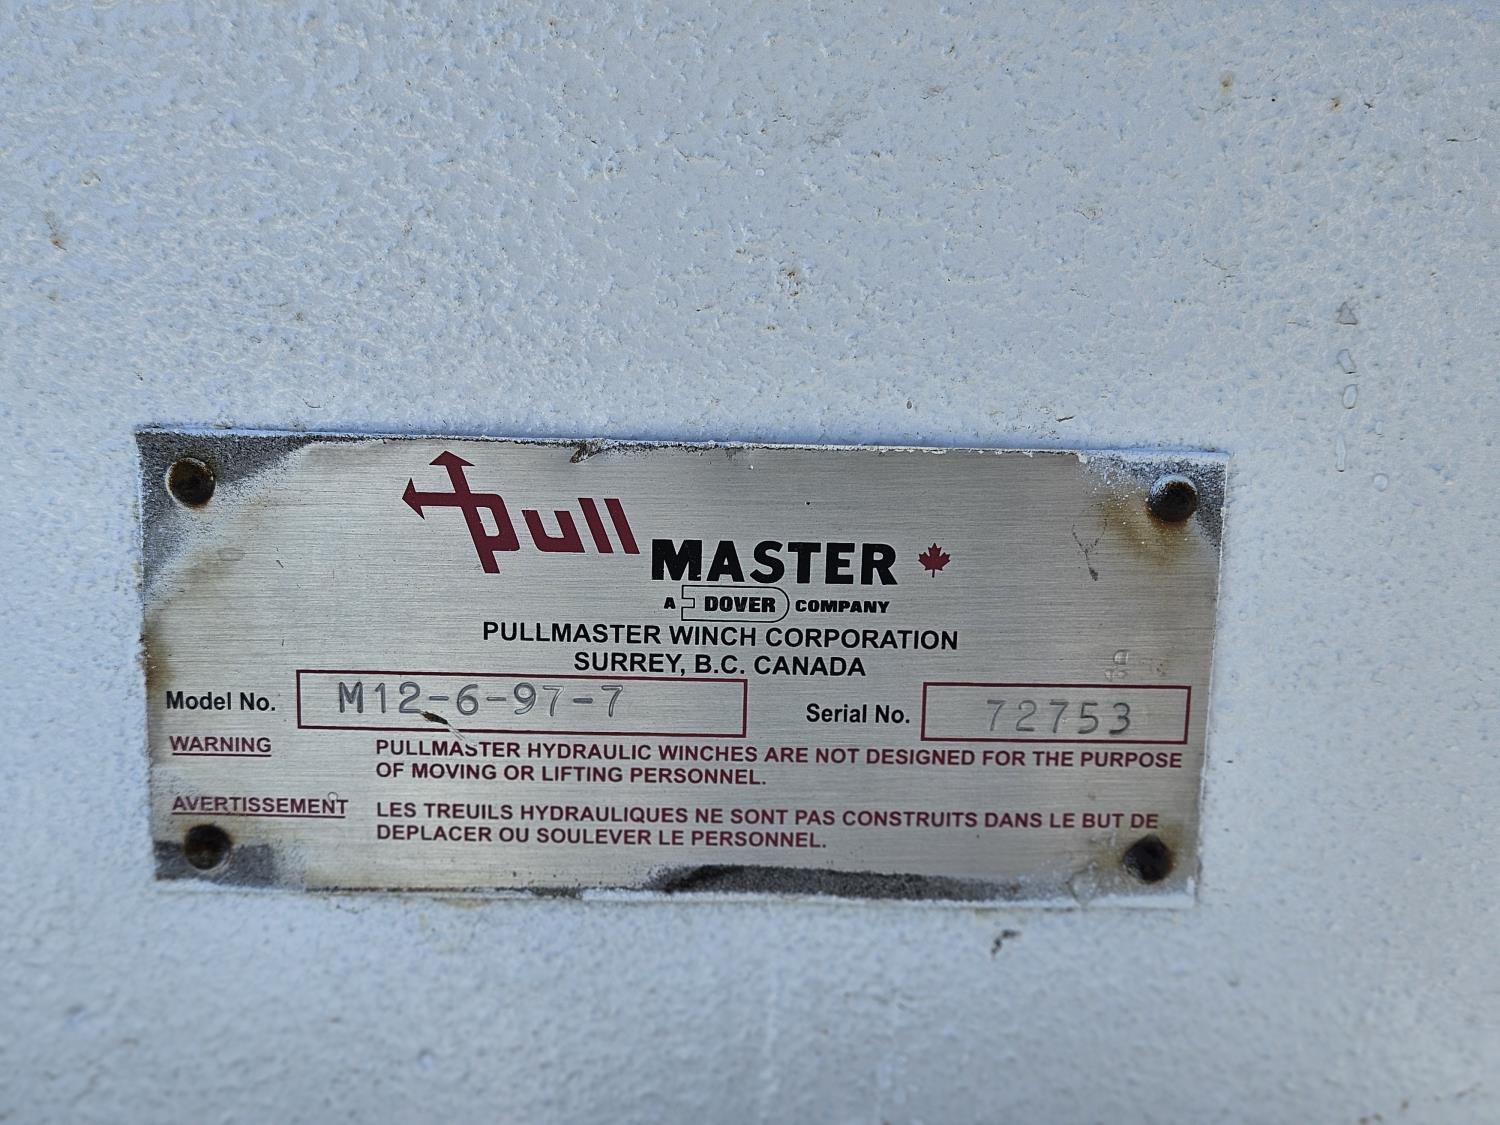 pull
MASTER
A DOVER COMPANY
PULLMASTER WINCH CORPORATION
SURREY, B.C. CANADA
Model No. M12-6-97-7 Serial No. 72753
WARNING PULLMASTER HYDRAULIC WINCHES ARE NOT DESIGNED FOR THE PURPOSE
OF MOVING OR LIFTING PERSONNEL.
AVERTISSEMENT LES TREUILS HYDRAULIQUES NE SONT PAS CONSTRUITS DANS LE BUT DE
DEPLACER OU SOULEVER LE PERSONNEL.